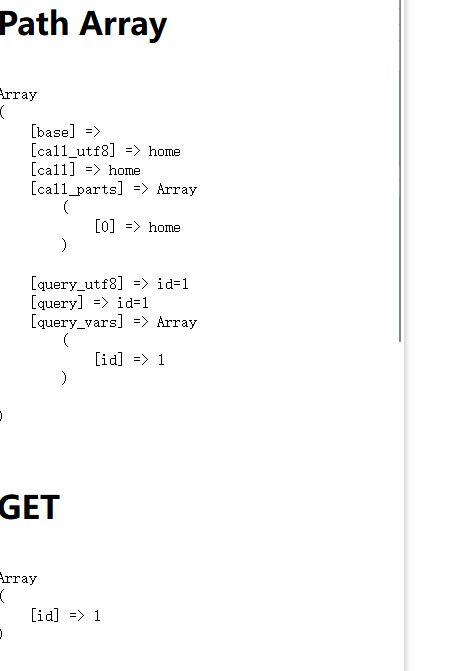 Path Array
Array
(
[base] =>
[call_utf8] => home
[call] => home
[call_parts] => Array
(
[0] => home
)
[query_utf8] => id=1
[query] => id=1
[query_vars] => Array
(
[id] => 1
)
)
GET
Array
(
[id] => 1
)